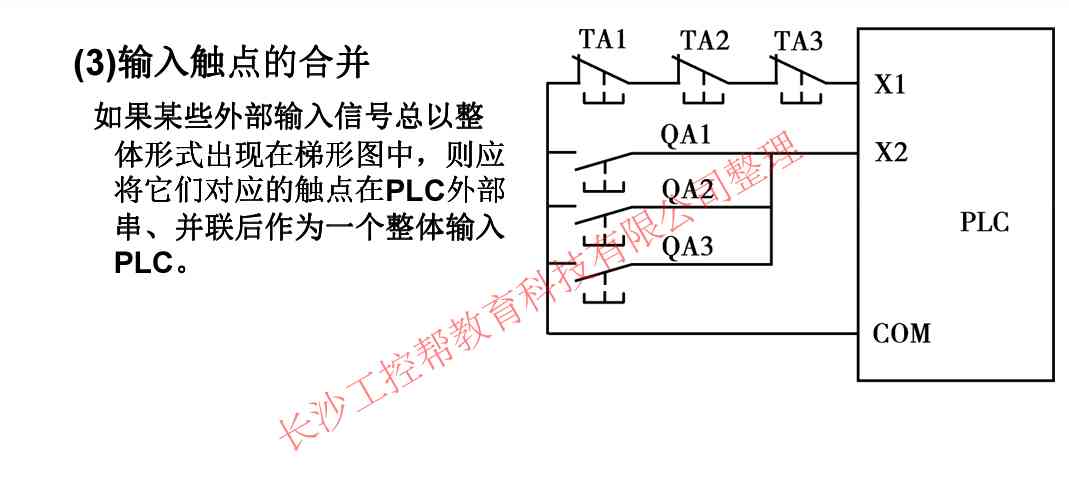 (3)输入触点的合并
如果某些外部输入信号总以整
体形式出现在梯形图中，则应
将它们对应的触点在PLC外部
串、并联后作为一个整体输入
PLC。
TA1
TA2
TA3
X1
QA1
X2
QA2
PLC
QA3
COM
长沙工控帮教育科技有限公司整理